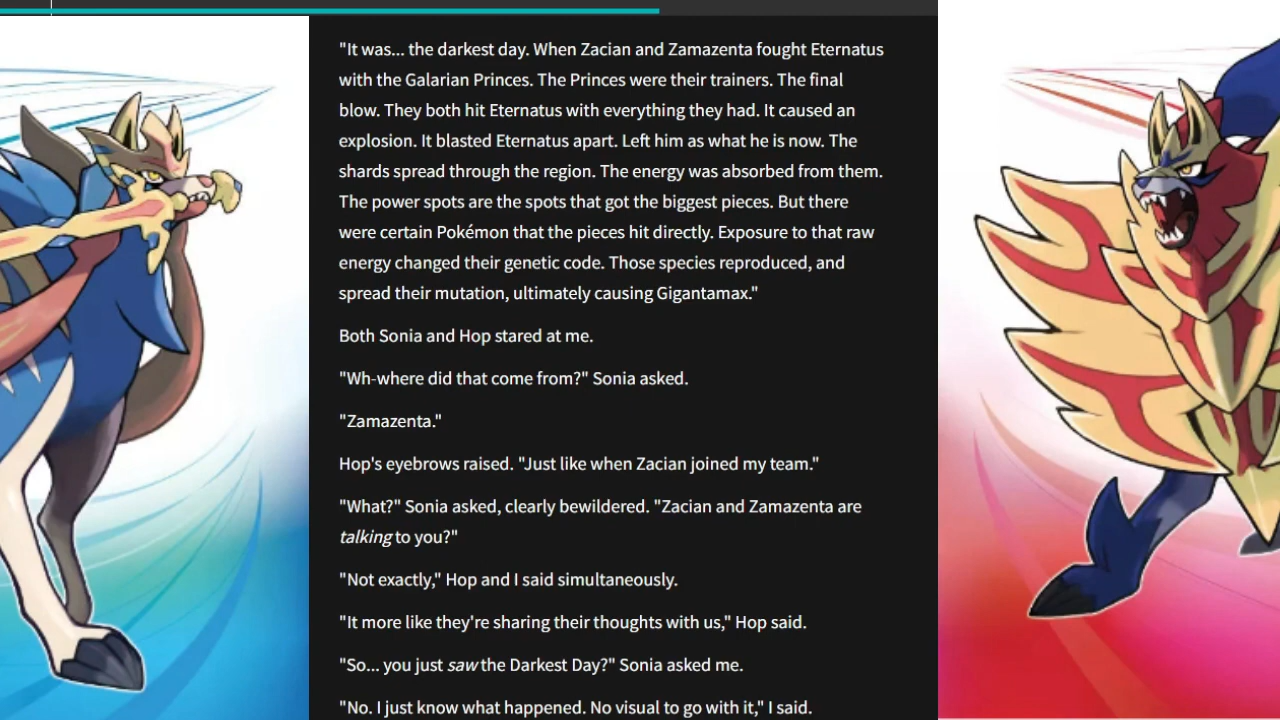 "It was... the darkest day. When Zacian and Zamazenta fought Eternatus
with the Galarian Princes. The Princes were their trainers. The final
blow. They both hit Eternatus with everything they had. It caused an
explosion. It blasted Eternatus apart. Left him as what he is now. The
shards spread through the region. The energy was absorbed from them.
The power spots are the spots that got the biggest pieces. But there
were certain Pokémon that the pieces hit directly. Exposure to that raw
energy changed their genetic code. Those species reproduced, and
spread their mutation, ultimately causing Gigantamax."
Both Sonia and Hop stared at me.
"Wh-where did that come from?" Sonia asked.
"Zamazenta."
Hop's eyebrows raised. "Just like when Zacian joined my team."
"What?" Sonia asked, clearly bewildered. "Zacian and Zamazenta are
talking to you?"
"Not exactly," Hop and I said simultaneously.
"It more like they're sharing their thoughts with us," Hop said.
"So... you just saw the Darkest Day?" Sonia asked me.
"No. I just know what happened. No visual to go with it," I said.